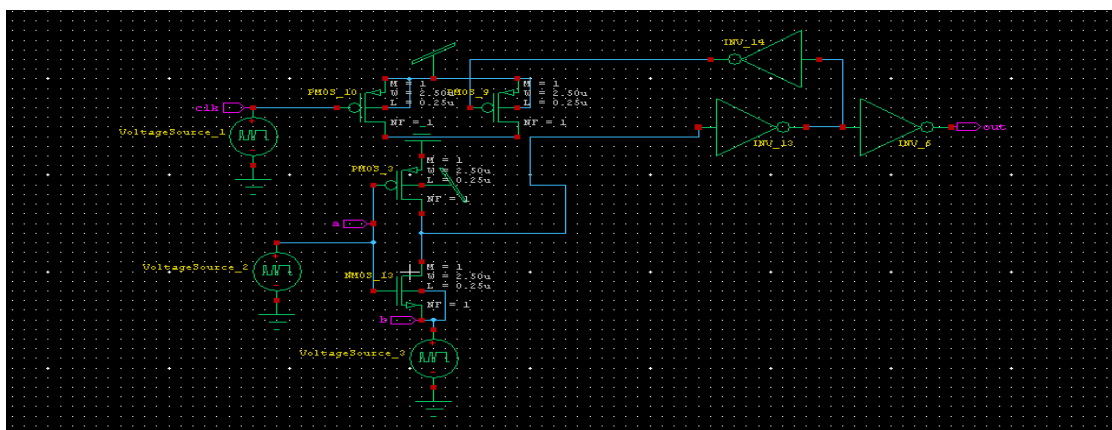 INV_14
PMOS_10
M = 1
W = 2.50u
L = 0.25u
NF = 1
M = 1
W = 2.50u
L = 0.25u
NF = 1
clk
VoltageSource_1
INV_13
INV_6
out
PMOS_3
M = 1
W = 2.50u
L = 0.25u
NF = 1
a
VoltageSource_2
NMOS_13
M = 1
W = 2.50u
L = 0.25u
NF = 1
b
VoltageSource_3